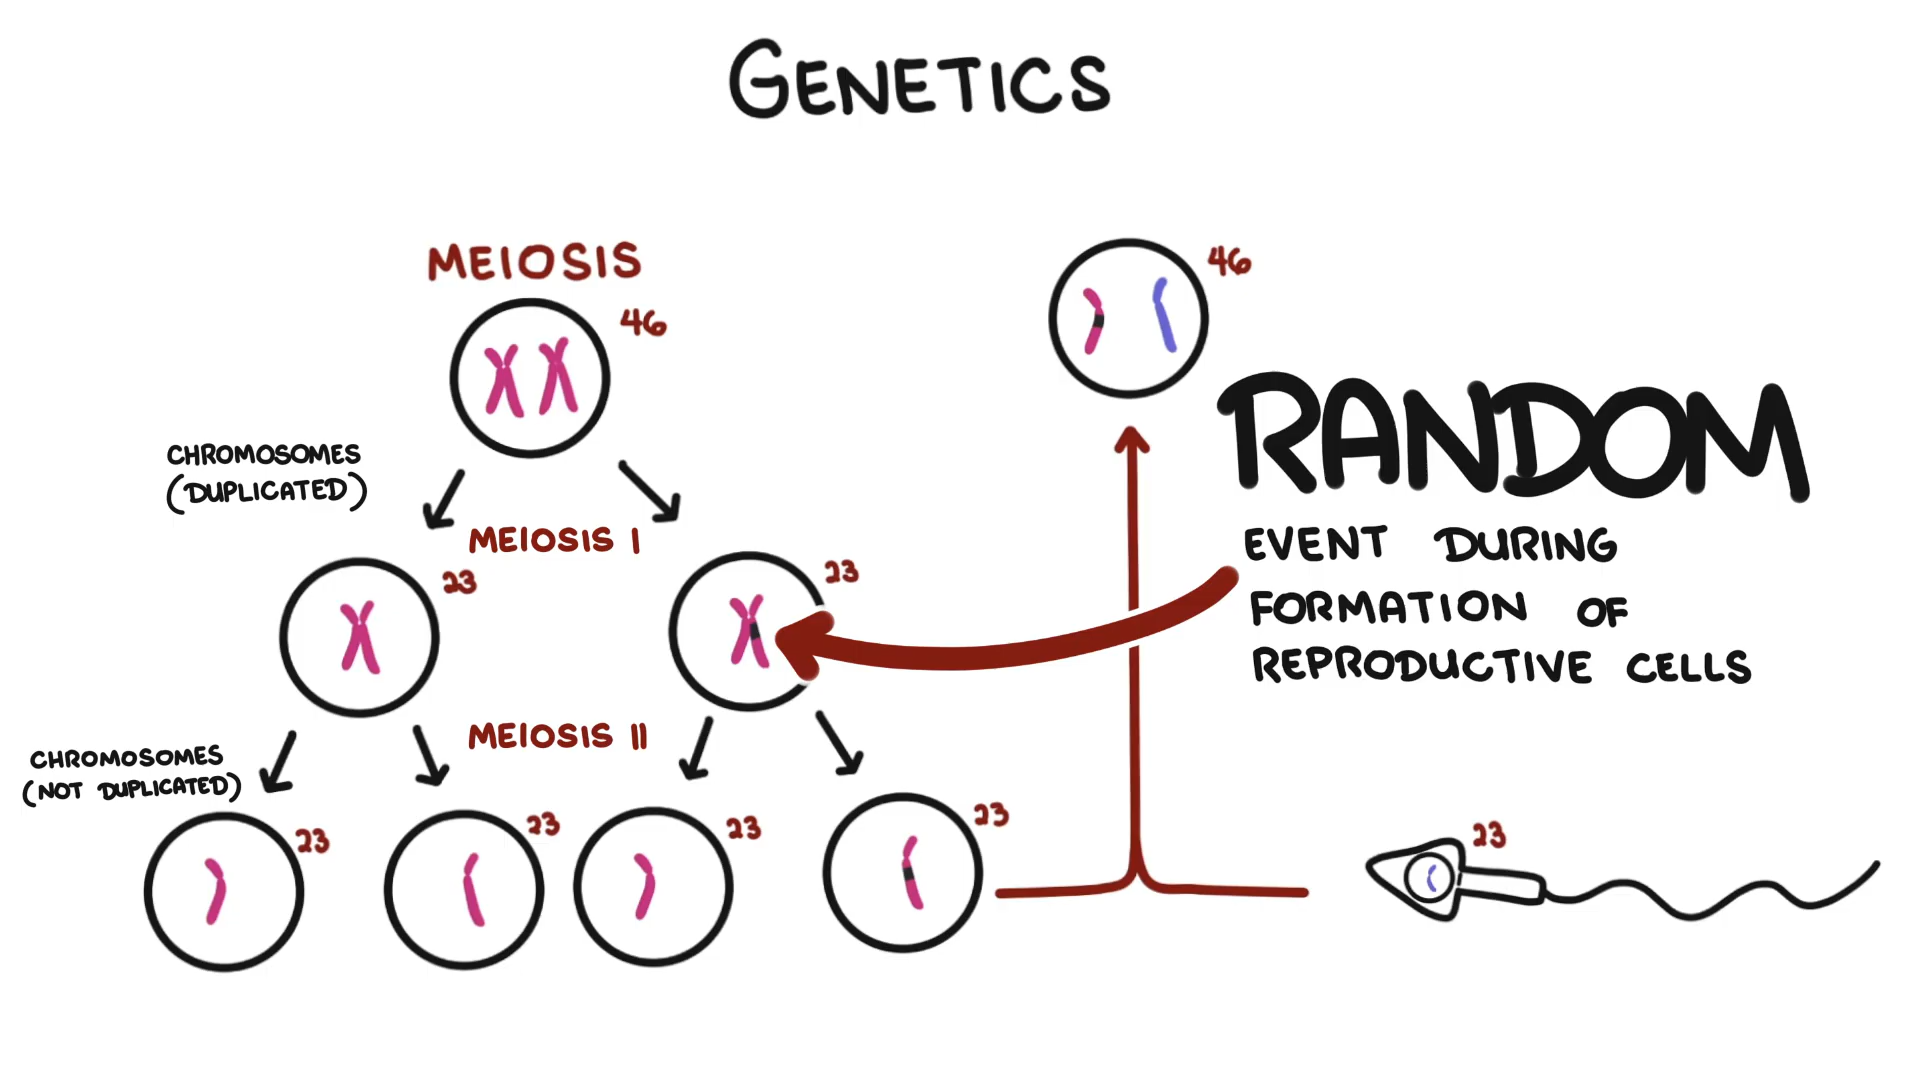 GENETICS
MEIOSIS
46
46
RANDOM
EVENT DURING
FORMATION OF
REPRODUCTIVE CELLS
CHROMOSOMES
(DUPLICATED)
MEIOSIS I
23
23
MEIOSIS II
CHROMOSOMES
(NOT DUPLICATED)
23
23
23
23
23